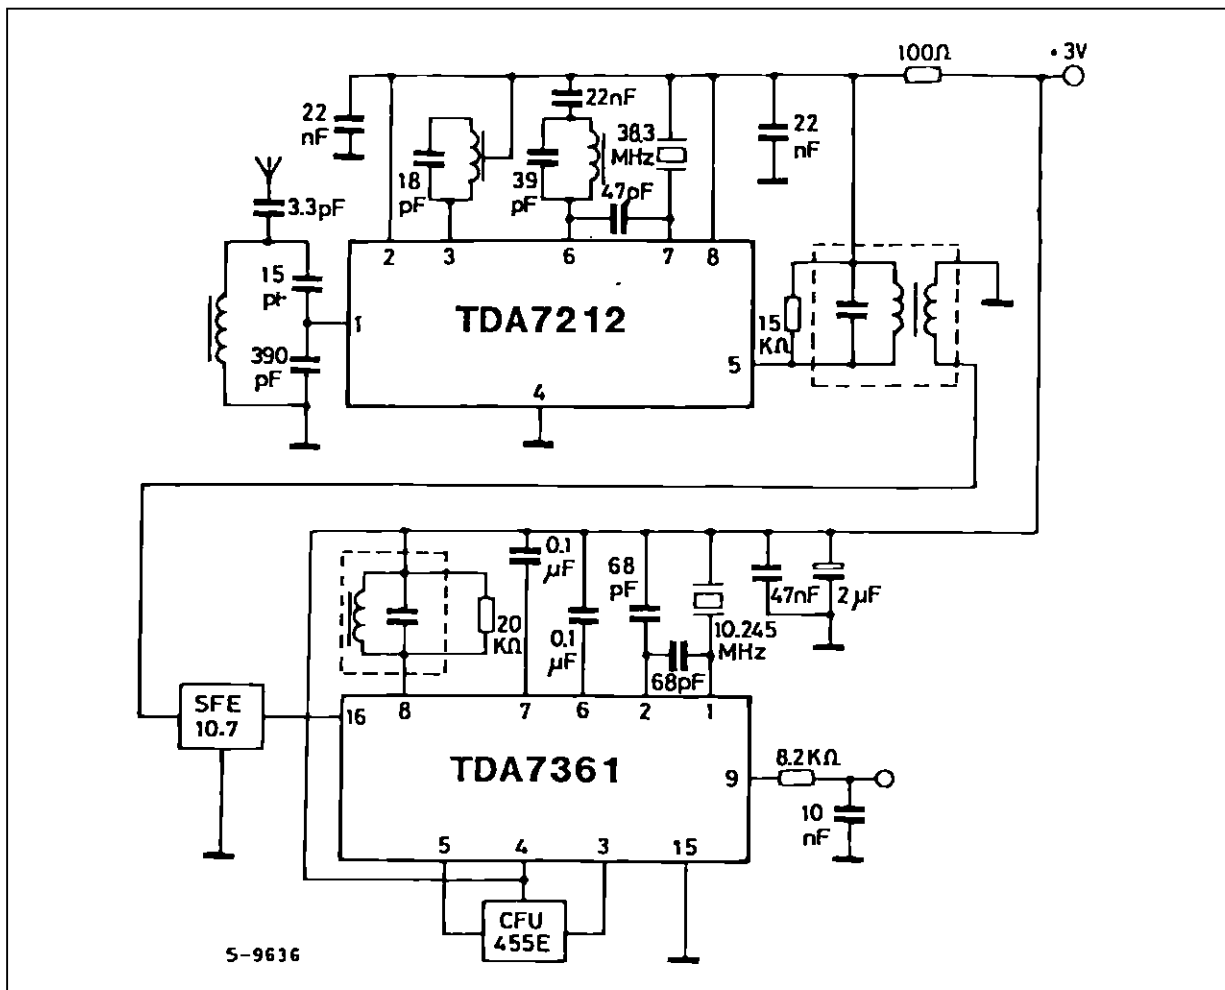 100Ω
· 3V
22
nF
22nF
38.3
MHz
22
nF
18
pF
39
pF
47pF
3.3pF
2
3
6
7
8
15
pF
1
TDA7212
15
KΩ
5
390
pF
4
0.1
µF
68
pF
47nF
2µF
20
KΩ
0.1
µF
10.245
MHz
68pF
SFE
10.7
16
8
7
6
2
1
TDA7361
9
8.2KΩ
10
nF
5
4
3
15
CFU
455E
S-9636